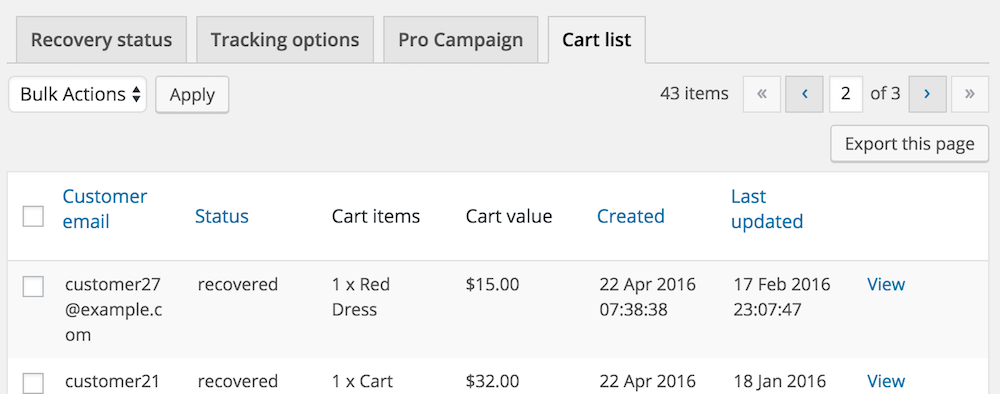 Recovery status Tracking options Pro Campaign Cart list
Bulk Actions Apply 43 items « ‹ 2 of 3 › »
Export this page
Customer email Status Cart items Cart value Created Last updated
customer27 recovered 1 x Red $15.00 22 Apr 2016 17 Feb 2016 View
@example.c Dress 07:38:38 23:07:47
om
customer21 recovered 1 x Cart $32.00 22 Apr 2016 18 Jan 2016 View